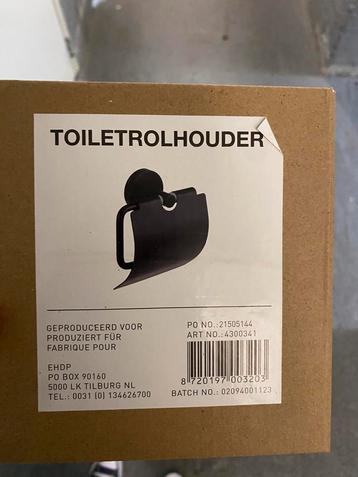 TOILETROLHOUDER
GEPRODUCEERD VOOR
PRODUZIERT FÜR
FABRIQUE POUR
EHDP
PO BOX 90160
5000 LK TILBURG NL
TEL.: 0031 (0) 134626700
PO NO.:21505144
ART NO.:4300341
8 720197 003203
BATCH NO.: 02094001123